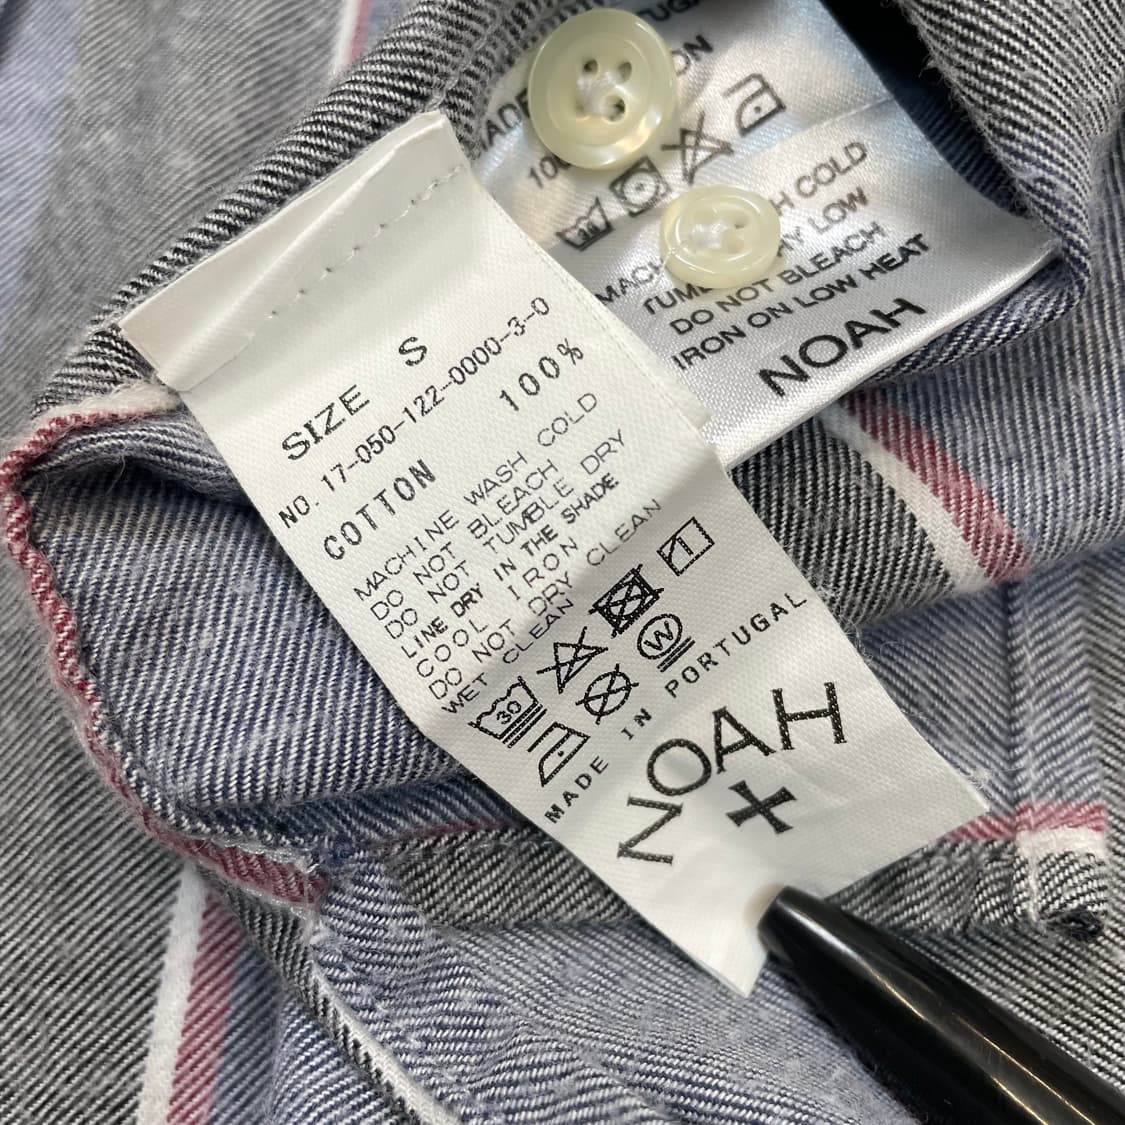 SIZE S
NO. 17-050-122-0000-3-0
COTTON 100%
MACHINE WASH COLD
DO NOT BLEACH
DO NOT TUMBLE DRY
LINE DRY IN THE SHADE
COOL IRON
DO NOT DRY CLEAN
WET CLEAN
30
W
MADE IN PORTUGAL
NOAH
30
COLD
LOW
DO NOT BLEACH
IRON ON LOW HEAT
NOAH